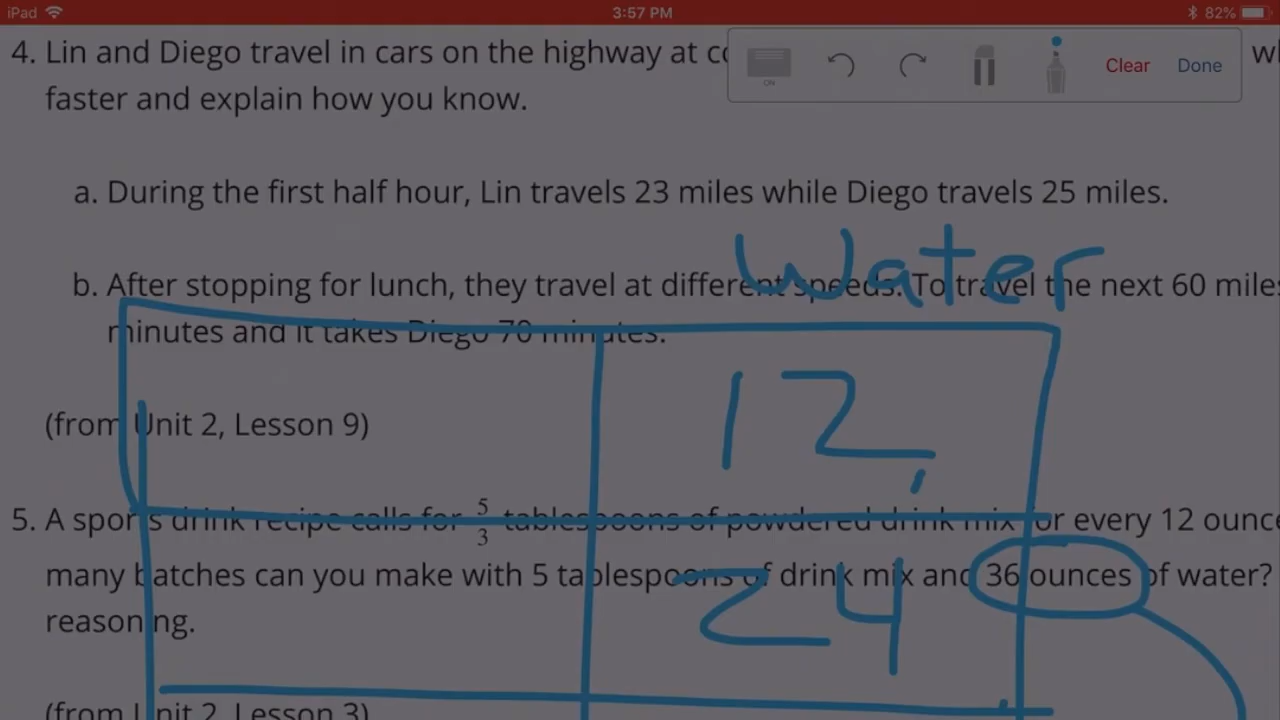 iPad 3:57 PM 82%
4. Lin and Diego travel in cars on the highway at
ON Clear Done
faster and explain how you know.
a. During the first half hour, Lin travels 23 miles while Diego travels 25 miles.
Water
b. After stopping for lunch, they travel at different speeds. To travel the next 60
minutes and it takes Diego 70 minutes.
12
(from Unit 2, Lesson 9)
5. A sports drink recipe calls for 5/3 tablespoons of powdered drink mix for every 12
many batches can you make with 5 tablespoons of drink mix and 36 ounces of water?
24
reasoning.
(from Unit 2, Lesson 3)